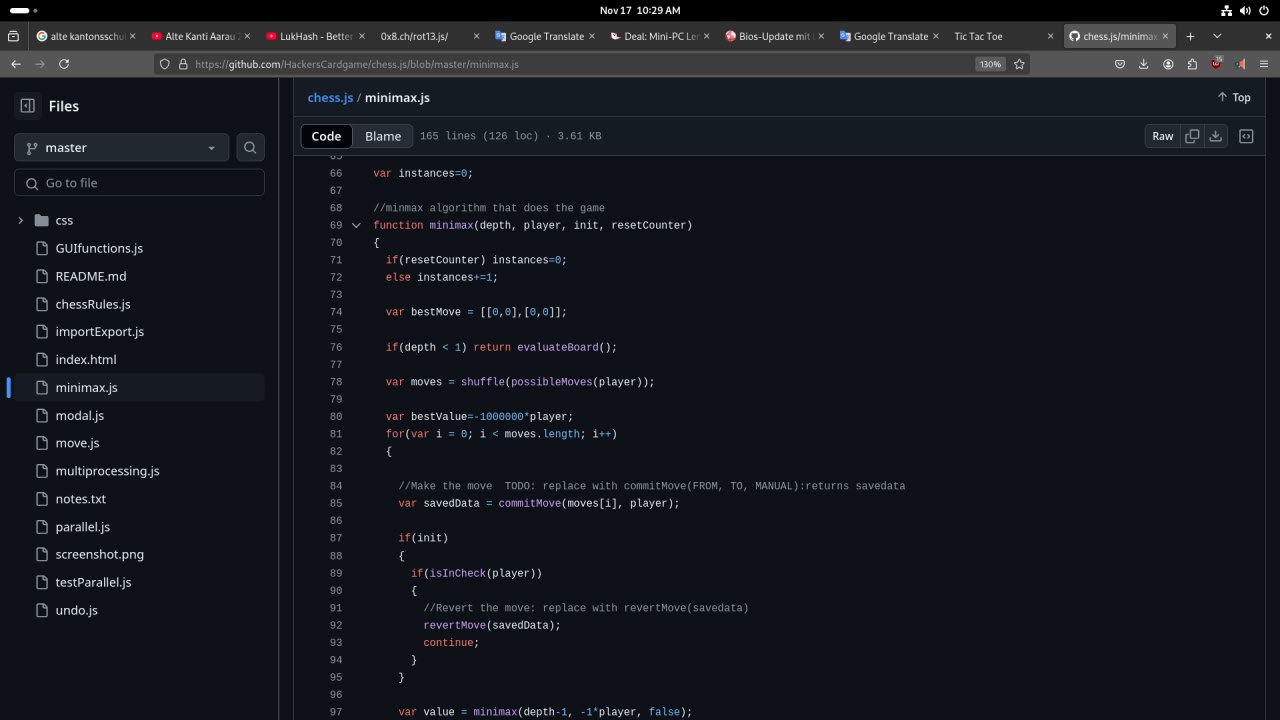 Nov 17 10:29 AM
alte kantonsschul
Alte Kanti Aarau
LukHash - Better
0x8.ch/rot13.js/
Google Translate
Deal: Mini-PC Len
Bios-Update mit L
Google Translate
Tic Tac Toe
chess.js/minimax
https://github.com/HackersCardgame/chess.js/blob/master/minimax.js
130%
15
Files
master
Go to file
css
GUIfunctions.js
README.md
chessRules.js
importExport.js
index.html
minimax.js
modal.js
move.js
multiprocessing.js
notes.txt
parallel.js
screenshot.png
testParallel.js
undo.js
chess.js / minimax.js
Top
Code
Blame
165 lines (126 loc) · 3.61 KB
Raw
65
66 var instances=0;
67
68 //minmax algorithm that does the game
69 function minimax(depth, player, init, resetCounter)
70 {
71 if(resetCounter) instances=0;
72 else instances+=1;
73
74 var bestMove = [[0,0],[0,0]];
75
76 if(depth < 1) return evaluateBoard();
77
78 var moves = shuffle(possibleMoves(player));
79
80 var bestValue=-1000000*player;
81 for(var i = 0; i < moves.length; i++)
82 {
83
84 //Make the move  TODO: replace with commitMove(FROM, TO, MANUAL):returns savedata
85 var savedData = commitMove(moves[i], player);
86
87 if(init)
88 {
89 if(isInCheck(player))
90 {
91 //Revert the move: replace with revertMove(savedata)
92 revertMove(savedData);
93 continue;
94 }
95 }
96
97 var value = minimax(depth-1, -1*player, false);